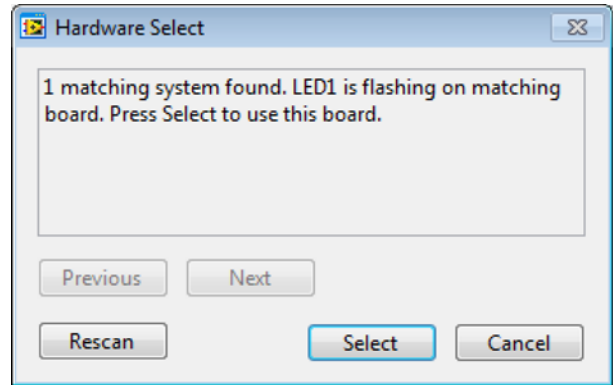 Hardware Select
1 matching system found. LED1 is flashing on matching
board. Press Select to use this board.
Previous
Next
Rescan
Select
Cancel